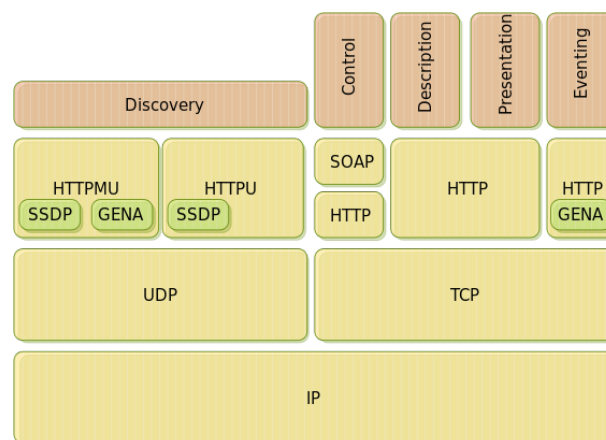 Control
Description
Presentation
Eventing
Discovery
SOAP
HTTPMU
HTTPU
HTTP
HTTP
SSDP
GENA
SSDP
HTTP
GENA
UDP
TCP
IP